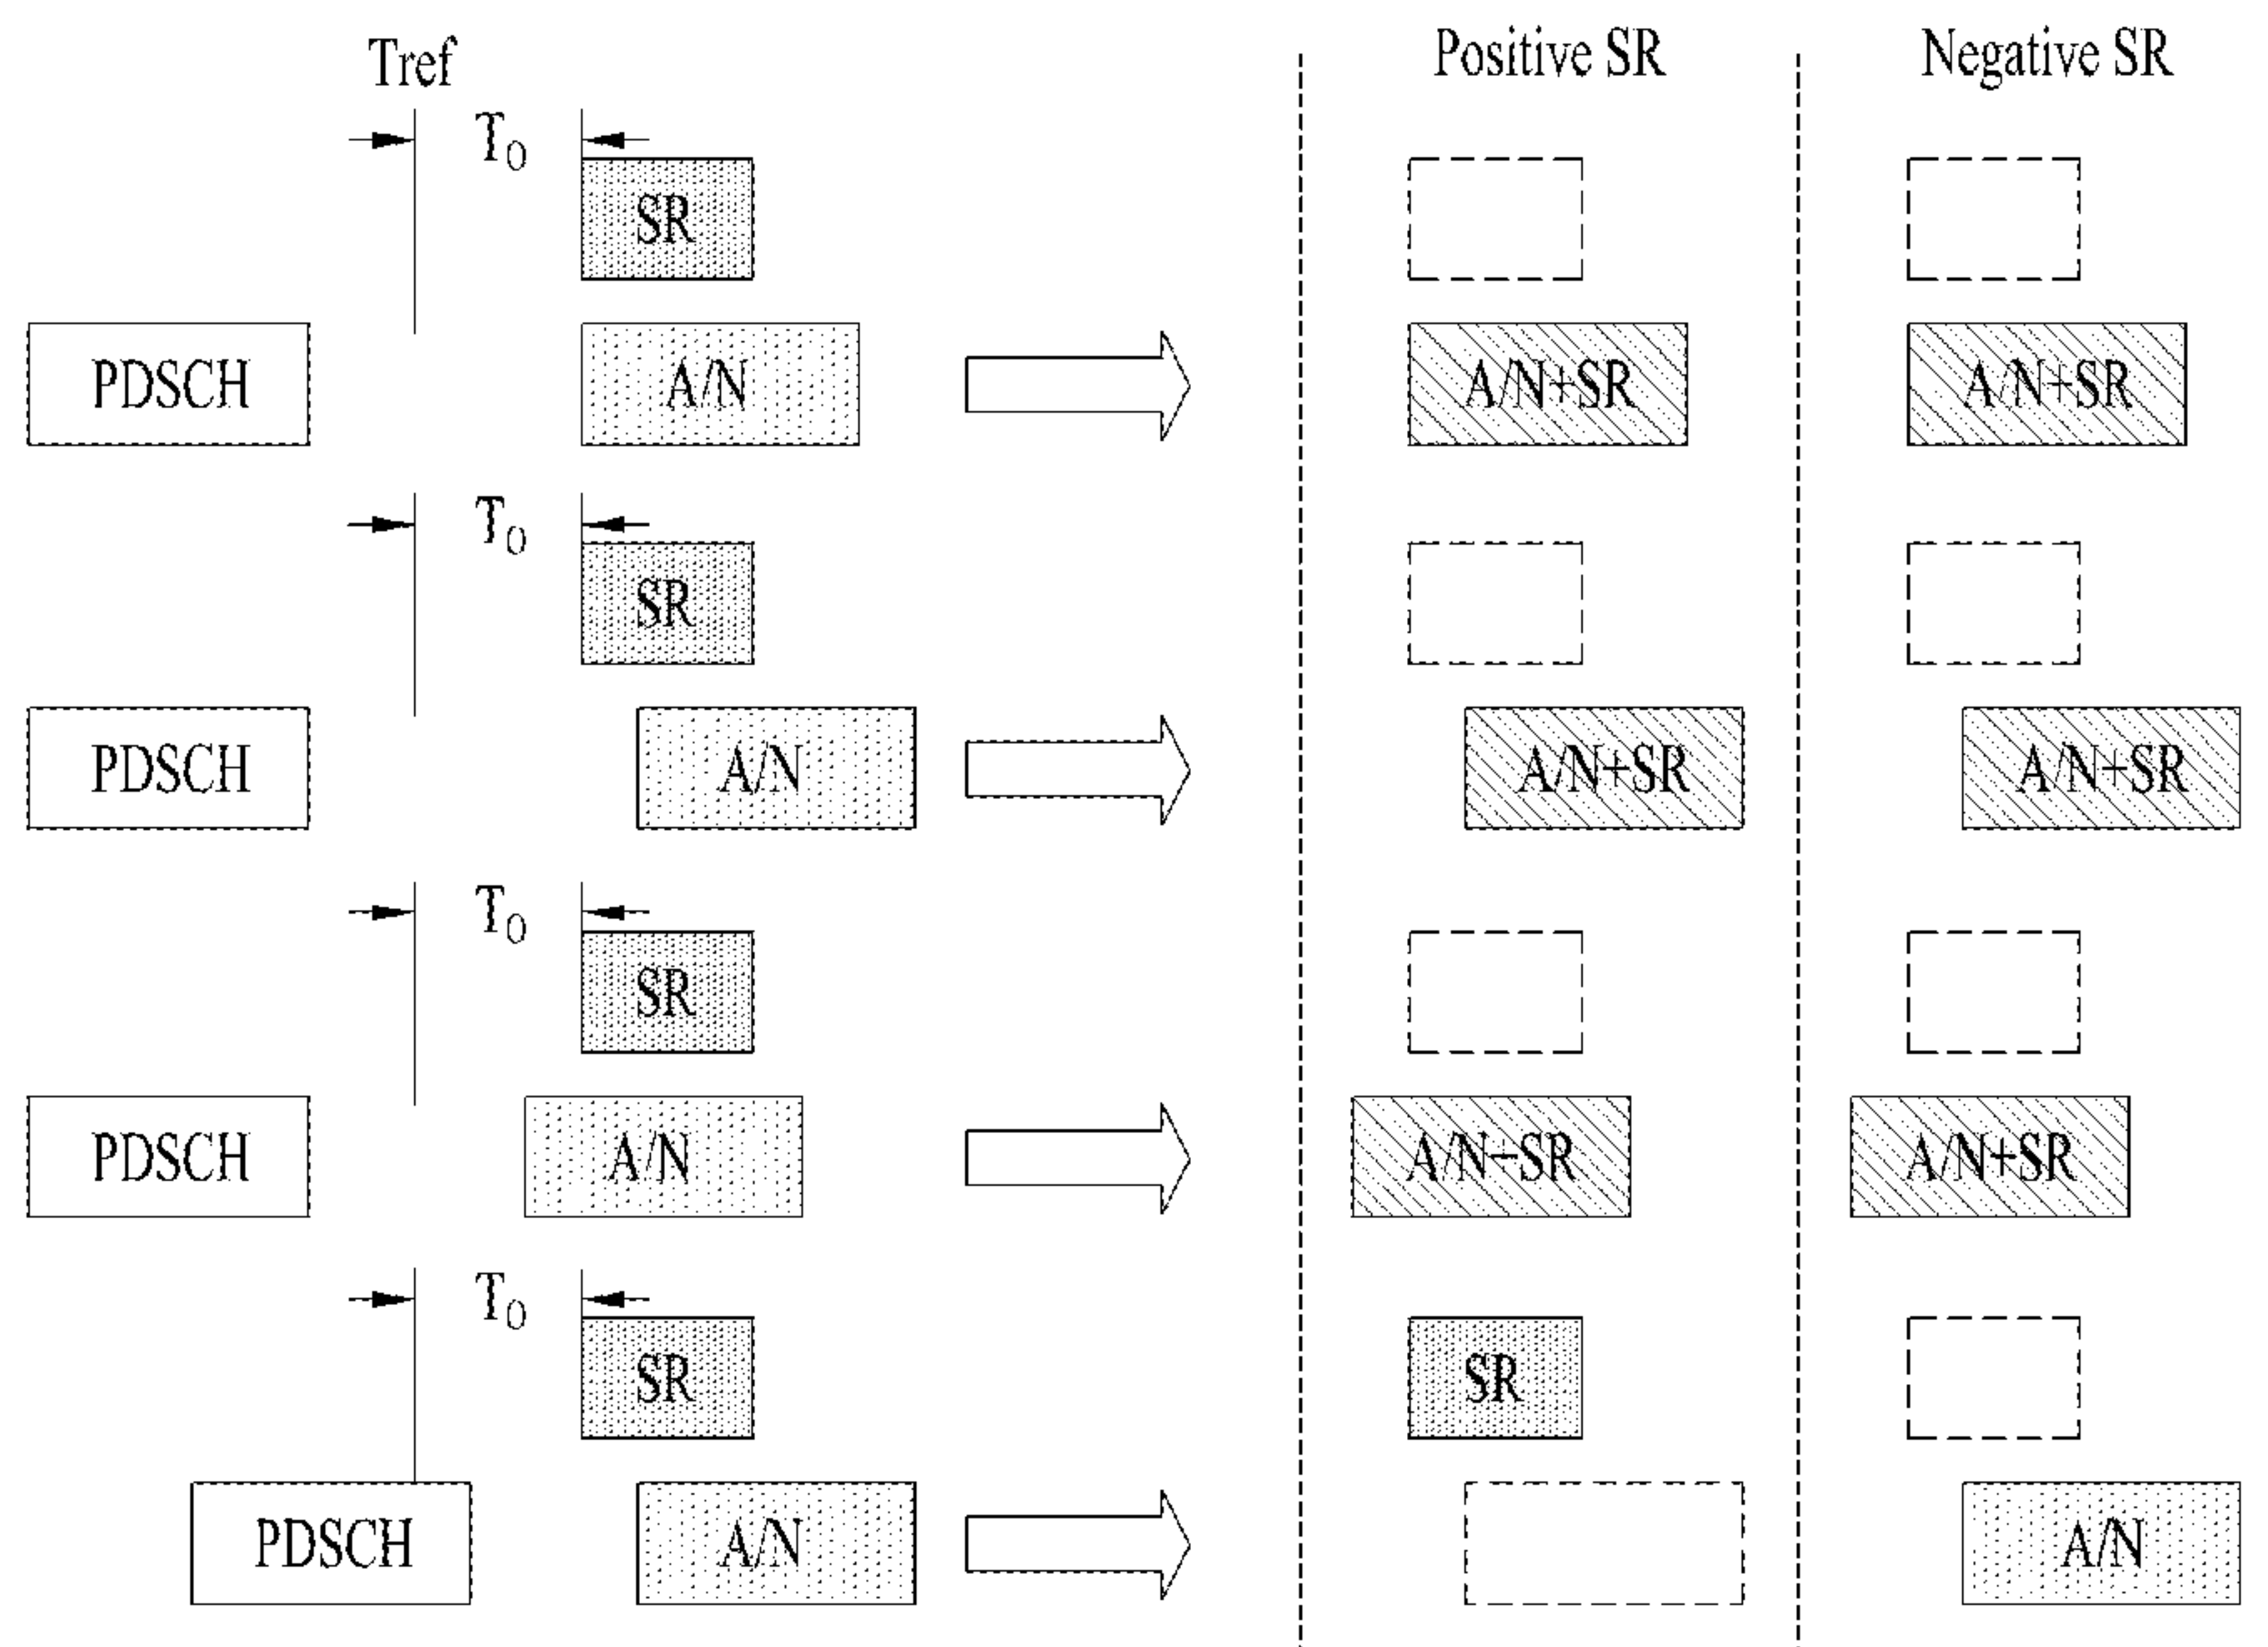 Tref
Positive SR
Negative SR
T0
SR
PDSCH
A/N
A/N+SR
A/N+SR
T0
SR
PDSCH
A/N
A/N+SR
A/N+SR
T0
SR
PDSCH
A/N
A/N+SR
A/N+SR
T0
SR
SR
PDSCH
A/N
A/N